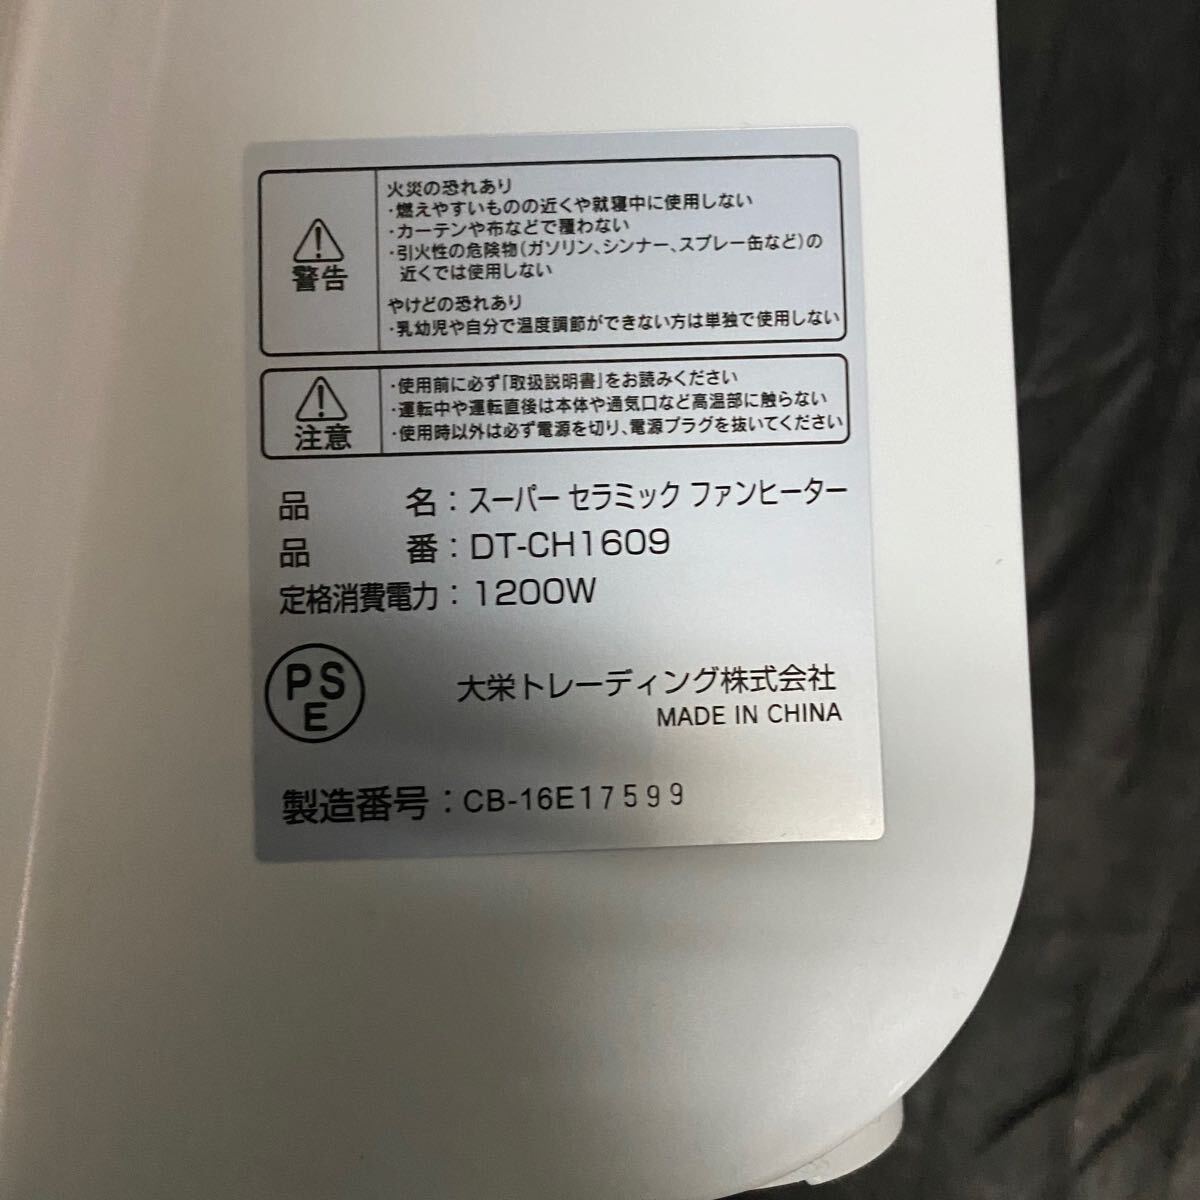 警告
火災の恐れあり
・燃えやすいものの近くや就寝中に使用しない
・カーテンや布などで覆わない
・引火性の危険物(ガソリン、シンナー、スプレー缶など)の
近くでは使用しない
やけどの恐れあり
・乳幼児や自分で温度調節ができない方は単独で使用しない
注意
・使用前に必ず「取扱説明書」をお読みください
・運転中や運転直後は本体や通気口など高温部に触らない
・使用時以外は必ず電源を切り、電源プラグを抜いてください
品名：スーパー セラミック ファンヒーター
品番：DT-CH1609
定格消費電力：1200W
PSE
大栄トレーディング株式会社
MADE IN CHINA
製造番号：CB-16E17599